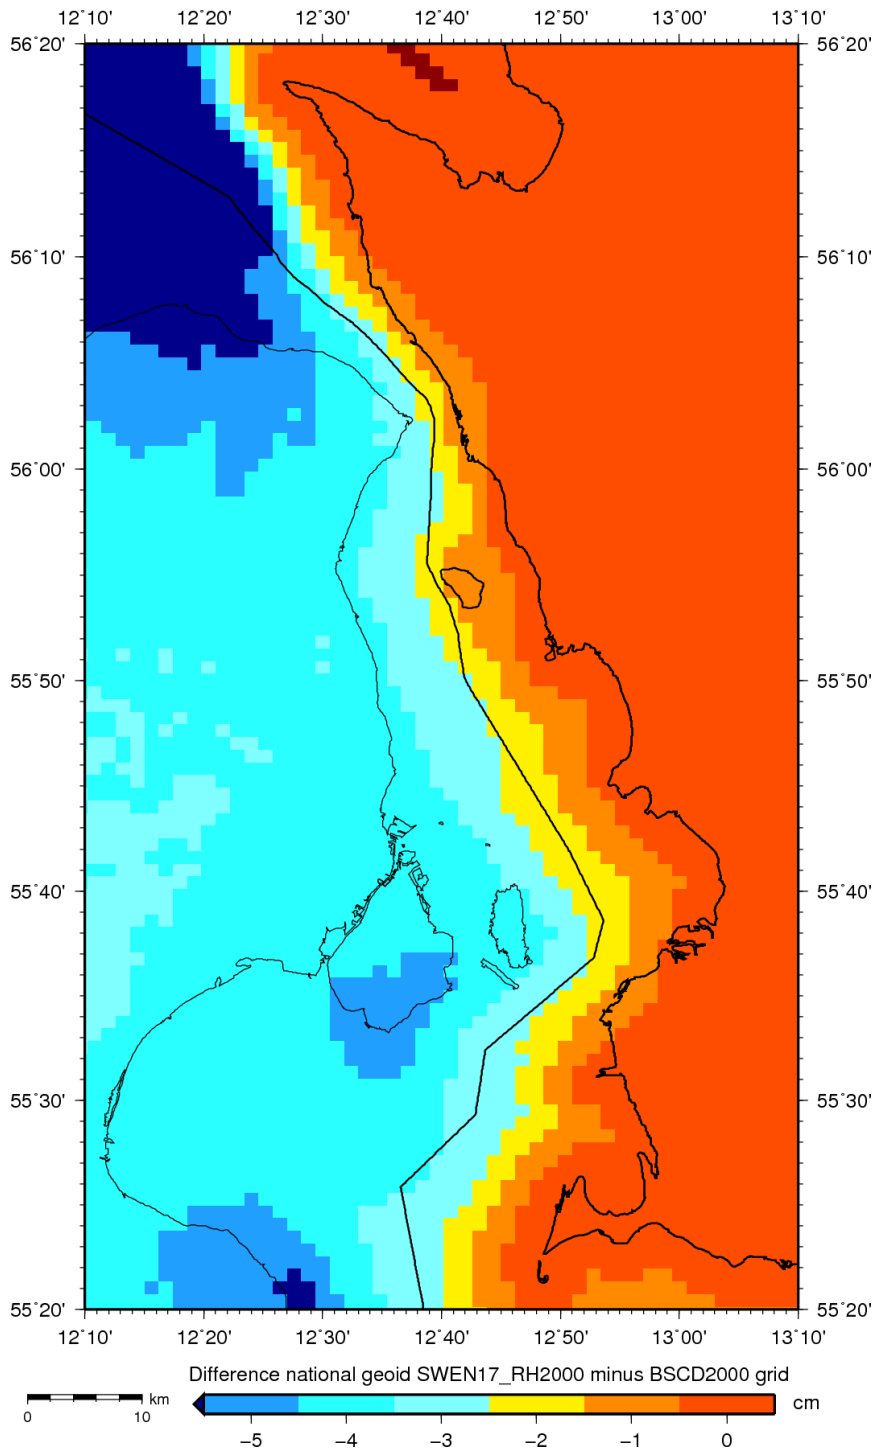 12˚10' 12˚20' 12˚30' 12˚40' 12˚50' 13˚00' 13˚10'
56˚20' 56˚20'
56˚10' 56˚10'
56˚00' 56˚00'
55˚50' 55˚50'
55˚40' 55˚40'
55˚30' 55˚30'
55˚20' 55˚20'
12˚10' 12˚20' 12˚30' 12˚40' 12˚50' 13˚00' 13˚10'
Difference national geoid SWEN17_RH2000 minus BSCD2000 grid
km
0 10
cm
−5 −4 −3 −2 −1 0